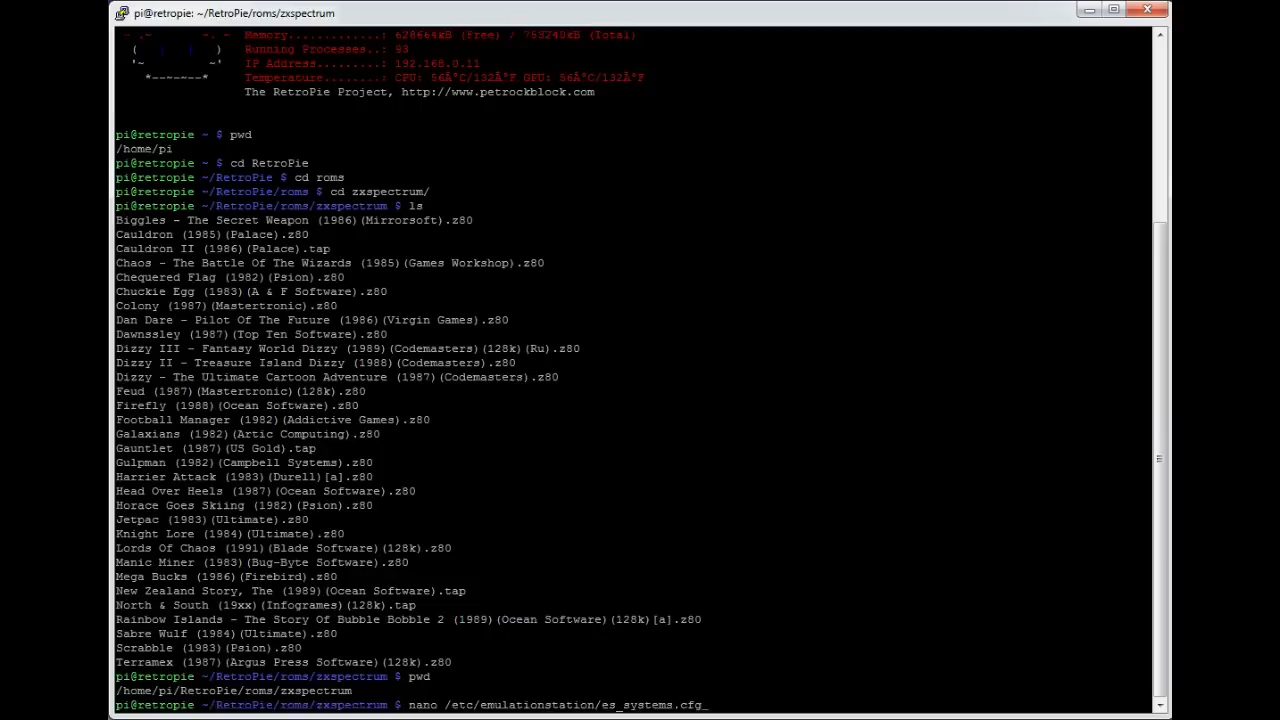 pi@retropie: ~/RetroPie/roms/zxspectrum
Memory.............: 628664kB (Free) / 753240kB (Total)
Running Processes..: 93
IP Address.........: 192.168.0.11
Temperature........: CPU: 56Â°C/132Â°F GPU: 56Â°C/132Â°F
The RetroPie Project, http://www.petrockblock.com
pi@retropie ~ $ pwd
/home/pi
pi@retropie ~ $ cd RetroPie
pi@retropie ~/RetroPie $ cd roms
pi@retropie ~/RetroPie/roms $ cd zxspectrum/
pi@retropie ~/RetroPie/roms/zxspectrum $ ls
Biggles - The Secret Weapon (1986)(Mirrorsoft).z80
Cauldron (1985)(Palace).z80
Cauldron II (1986)(Palace).tap
Chaos - The Battle Of The Wizards (1985)(Games Workshop).z80
Chequered Flag (1982)(Psion).z80
Chuckie Egg (1983)(A & F Software).z80
Colony (1987)(Mastertronic).z80
Dan Dare - Pilot Of The Future (1986)(Virgin Games).z80
Dawnssley (1987)(Top Ten Software).z80
Dizzy III - Fantasy World Dizzy (1989)(Codemasters)(128k)(Ru).z80
Dizzy II - Treasure Island Dizzy (1988)(Codemasters).z80
Dizzy - The Ultimate Cartoon Adventure (1987)(Codemasters).z80
Feud (1987)(Mastertronic)(128k).z80
Firefly (1988)(Ocean Software).z80
Football Manager (1982)(Addictive Games).z80
Galaxians (1982)(Artic Computing).z80
Gauntlet (1987)(US Gold).tap
Gulpman (1982)(Campbell Systems).z80
Harrier Attack (1983)(Durell)[a].z80
Head Over Heels (1987)(Ocean Software).z80
Horace Goes Skiing (1982)(Psion).z80
Jetpac (1983)(Ultimate).z80
Knight Lore (1984)(Ultimate).z80
Lords Of Chaos (1991)(Blade Software)(128k).z80
Manic Miner (1983)(Bug-Byte Software).z80
Mega Bucks (1986)(Firebird).z80
New Zealand Story, The (1989)(Ocean Software).tap
North & South (19xx)(Infogrames)(128k).tap
Rainbow Islands - The Story Of Bubble Bobble 2 (1989)(Ocean Software)(128k)[a].z80
Sabre Wulf (1984)(Ultimate).z80
Scrabble (1983)(Psion).z80
Terramex (1987)(Argus Press Software)(128k).z80
pi@retropie ~/RetroPie/roms/zxspectrum $ pwd
/home/pi/RetroPie/roms/zxspectrum
pi@retropie ~/RetroPie/roms/zxspectrum $ nano /etc/emulationstation/es_systems.cfg_